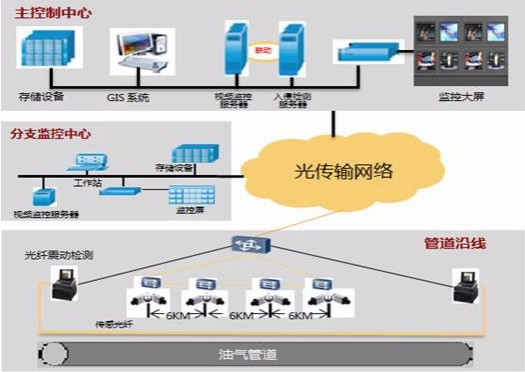 主控制中心
联动
存储设备
GIS 系统
视频监控
服务器
入侵检测
服务器
监控大屏
分支监控中心
存储设备
工作站
视频监控服务器
监控屏
光传输网络
管道沿线
光纤震动检测
6KM
6KM
6KM
传感光纤
油气管道